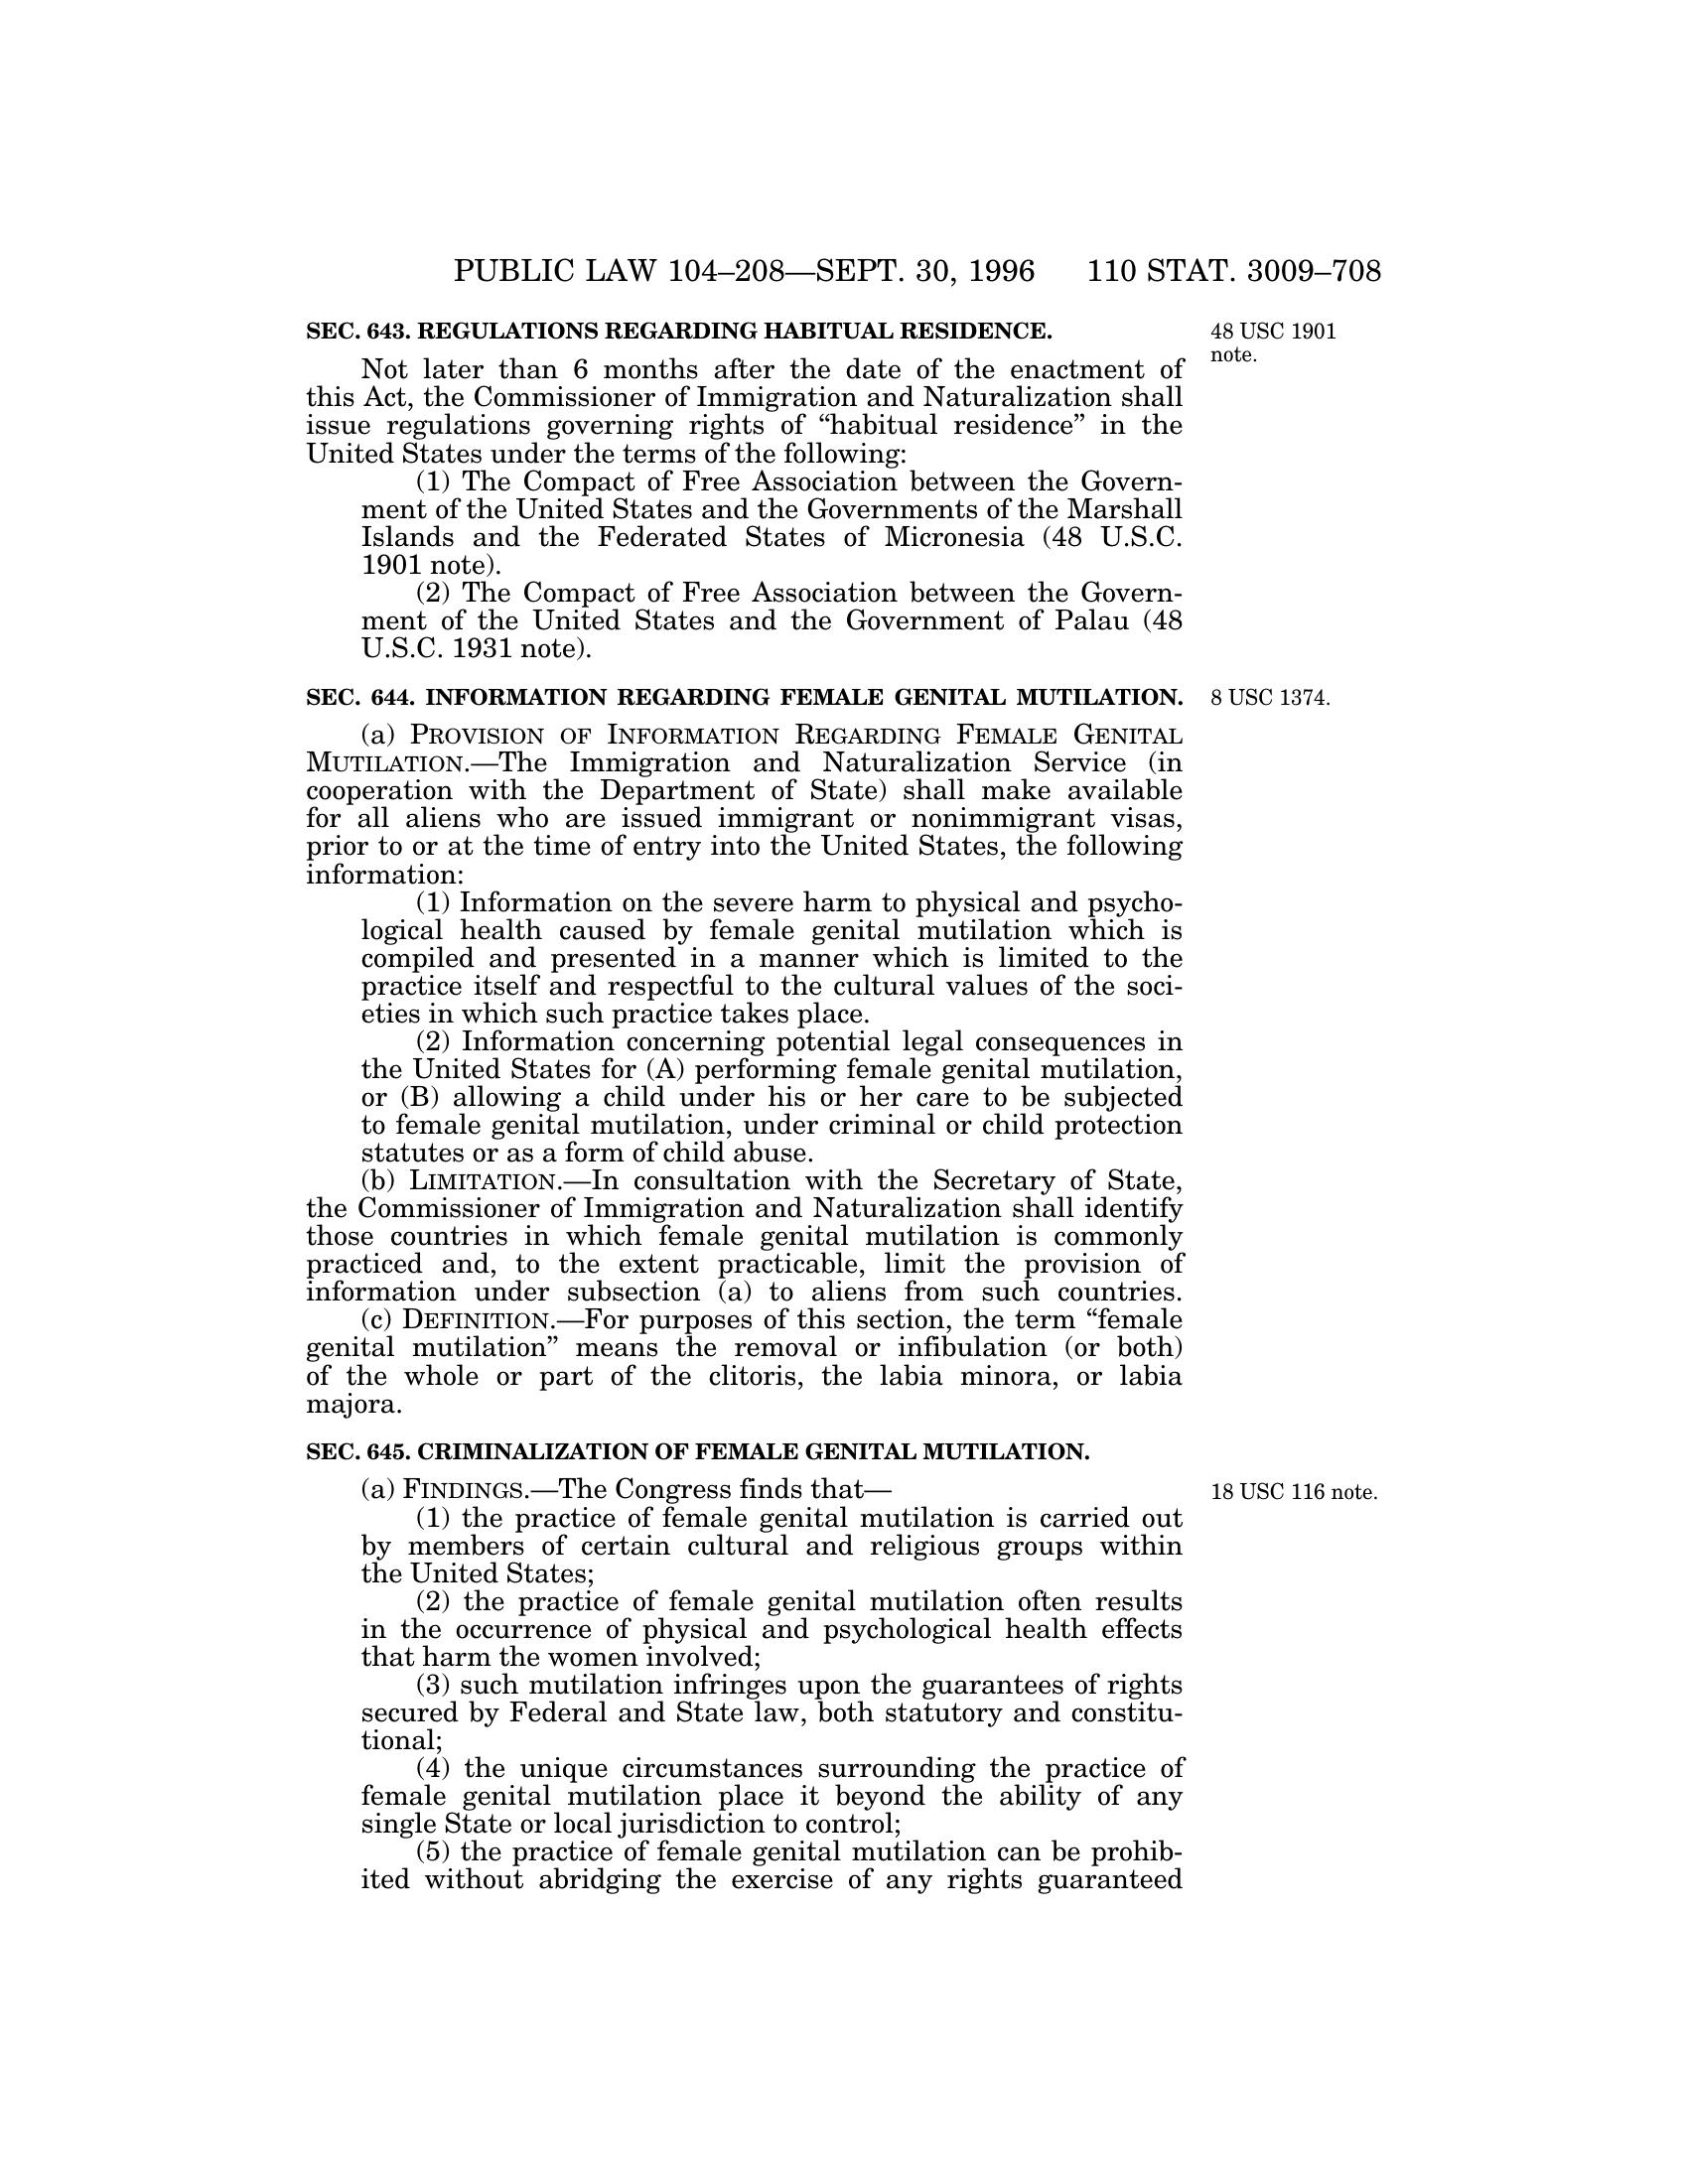 PUBLIC LAW 104–208—SEPT. 30, 1996 110 STAT. 3009–708
SEC. 643. REGULATIONS REGARDING HABITUAL RESIDENCE.
48 USC 1901
note.
Not later than 6 months after the date of the enactment of
this Act, the Commissioner of Immigration and Naturalization shall
issue regulations governing rights of “habitual residence” in the
United States under the terms of the following:
(1) The Compact of Free Association between the Govern-
ment of the United States and the Governments of the Marshall
Islands and the Federated States of Micronesia (48 U.S.C.
1901 note).
(2) The Compact of Free Association between the Govern-
ment of the United States and the Government of Palau (48
U.S.C. 1931 note).
SEC. 644. INFORMATION REGARDING FEMALE GENITAL MUTILATION.
8 USC 1374.
(a) PROVISION OF INFORMATION REGARDING FEMALE GENITAL
MUTILATION.—The Immigration and Naturalization Service (in
cooperation with the Department of State) shall make available
for all aliens who are issued immigrant or nonimmigrant visas,
prior to or at the time of entry into the United States, the following
information:
(1) Information on the severe harm to physical and psycho-
logical health caused by female genital mutilation which is
compiled and presented in a manner which is limited to the
practice itself and respectful to the cultural values of the soci-
eties in which such practice takes place.
(2) Information concerning potential legal consequences in
the United States for (A) performing female genital mutilation,
or (B) allowing a child under his or her care to be subjected
to female genital mutilation, under criminal or child protection
statutes or as a form of child abuse.
(b) LIMITATION.—In consultation with the Secretary of State,
the Commissioner of Immigration and Naturalization shall identify
those countries in which female genital mutilation is commonly
practiced and, to the extent practicable, limit the provision of
information under subsection (a) to aliens from such countries.
(c) DEFINITION.—For purposes of this section, the term “female
genital mutilation” means the removal or infibulation (or both)
of the whole or part of the clitoris, the labia minora, or labia
majora.
SEC. 645. CRIMINALIZATION OF FEMALE GENITAL MUTILATION.
(a) FINDINGS.—The Congress finds that—
18 USC 116 note.
(1) the practice of female genital mutilation is carried out
by members of certain cultural and religious groups within
the United States;
(2) the practice of female genital mutilation often results
in the occurrence of physical and psychological health effects
that harm the women involved;
(3) such mutilation infringes upon the guarantees of rights
secured by Federal and State law, both statutory and constitu-
tional;
(4) the unique circumstances surrounding the practice of
female genital mutilation place it beyond the ability of any
single State or local jurisdiction to control;
(5) the practice of female genital mutilation can be prohib-
ited without abridging the exercise of any rights guaranteed